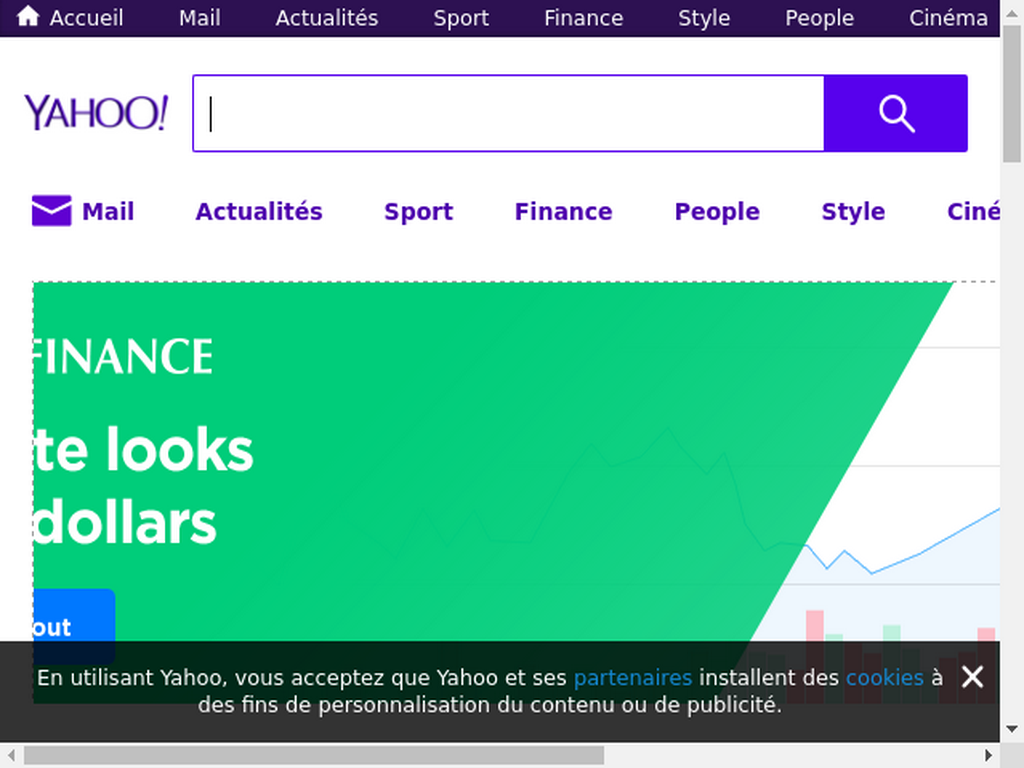 Accueil Mail Actualités Sport Finance Style People Cinéma
YAHOO!
Mail Actualités Sport Finance People Style Ciné
FINANCE
te looks
dollars
out
En utilisant Yahoo, vous acceptez que Yahoo et ses partenaires installent des cookies à
des fins de personnalisation du contenu ou de publicité.